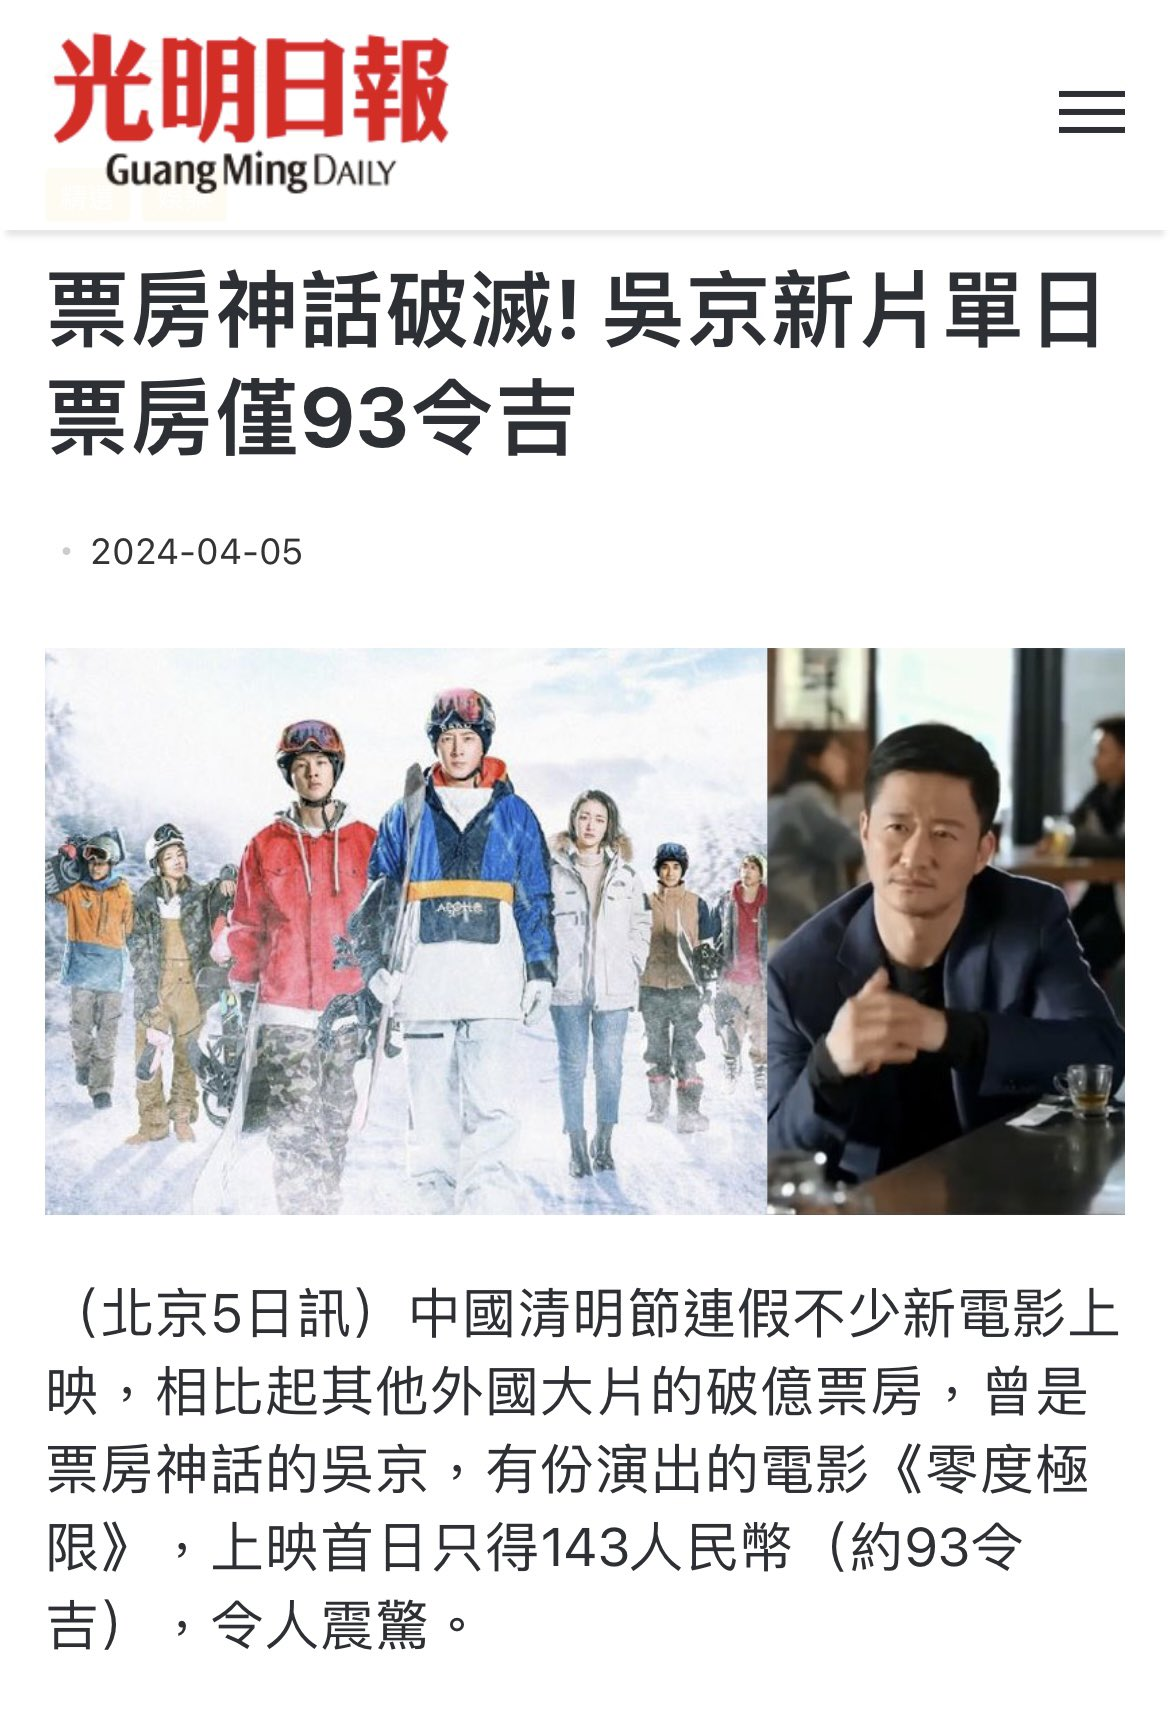 光明日報
Guang Ming DAILY
精選
娛樂
票房神話破滅! 吳京新片單日
票房僅93令吉
2024-04-05
（北京5日訊）中國清明節連假不少新電影上
映，相比起其他外國大片的破億票房，曾是
票房神話的吳京，有份演出的電影《零度極
限》，上映首日只得143人民幣（約93令
吉），令人震驚。